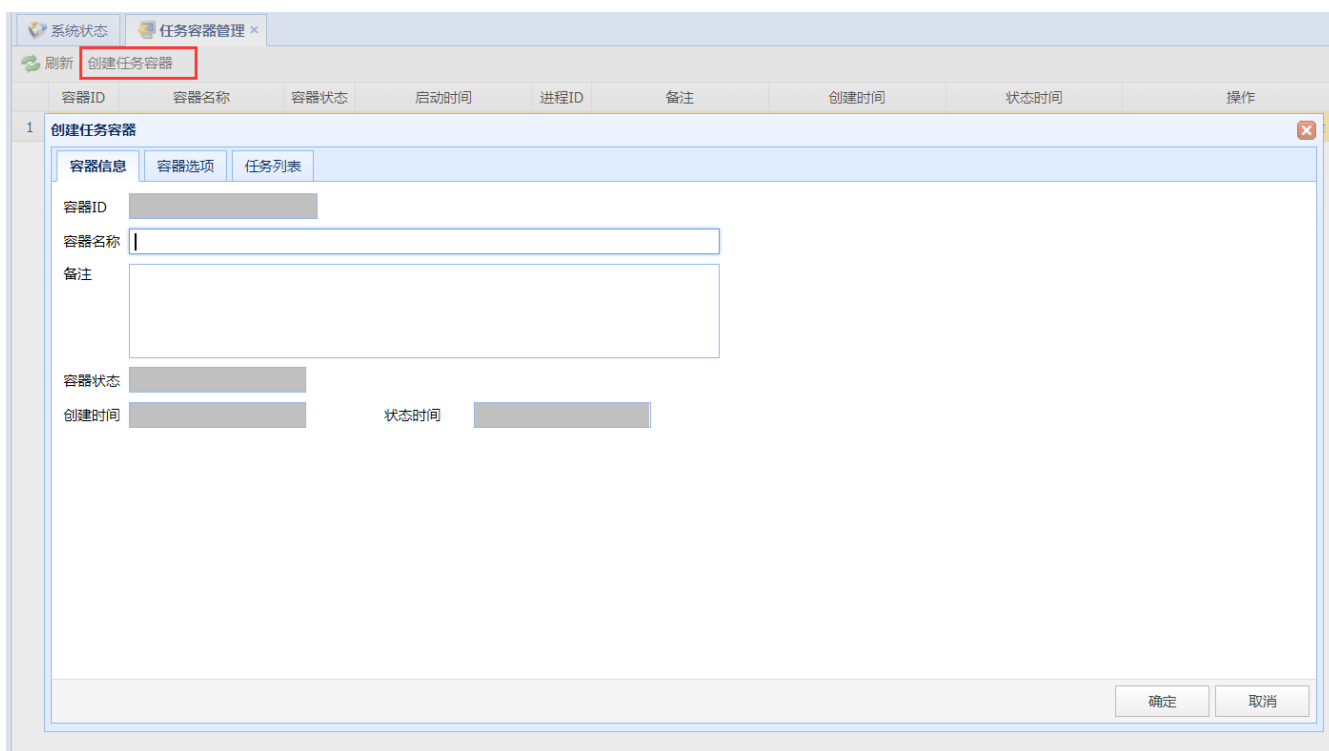 系统状态 任务容器管理
刷新 创建任务容器
容器ID 容器名称 容器状态 启动时间 进程ID 备注 创建时间 状态时间 操作
1
创建任务容器
容器信息 容器选项 任务列表
容器ID
容器名称
备注
容器状态
创建时间 状态时间
确定 取消